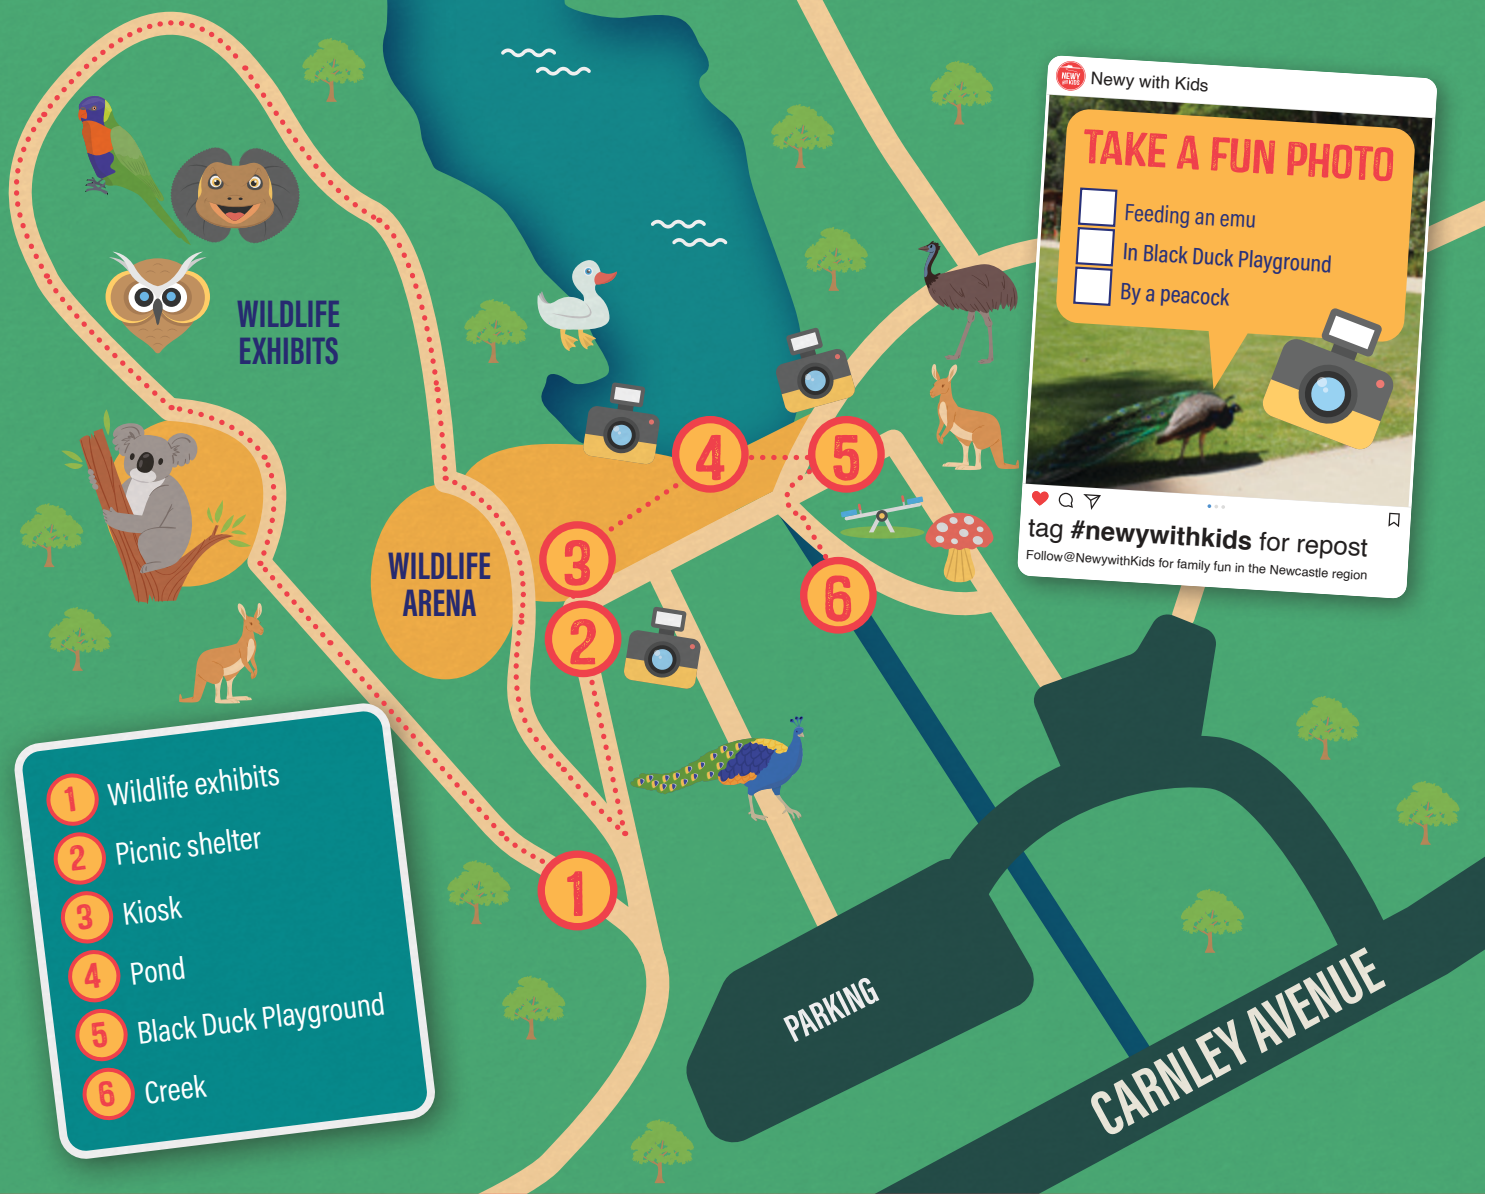 NEWY
WITH KIDS
Newy with Kids
TAKE A FUN PHOTO
Feeding an emu
In Black Duck Playground
By a peacock
tag #newywithkids for repost
Follow@NewywithKids for family fun in the Newcastle region
WILDLIFE
EXHIBITS
4
5
WILDLIFE
ARENA
3
6
2
1
1 Wildlife exhibits
2 Picnic shelter
3 Kiosk
4 Pond
5 Black Duck Playground
6 Creek
PARKING
CARNLEY AVENUE